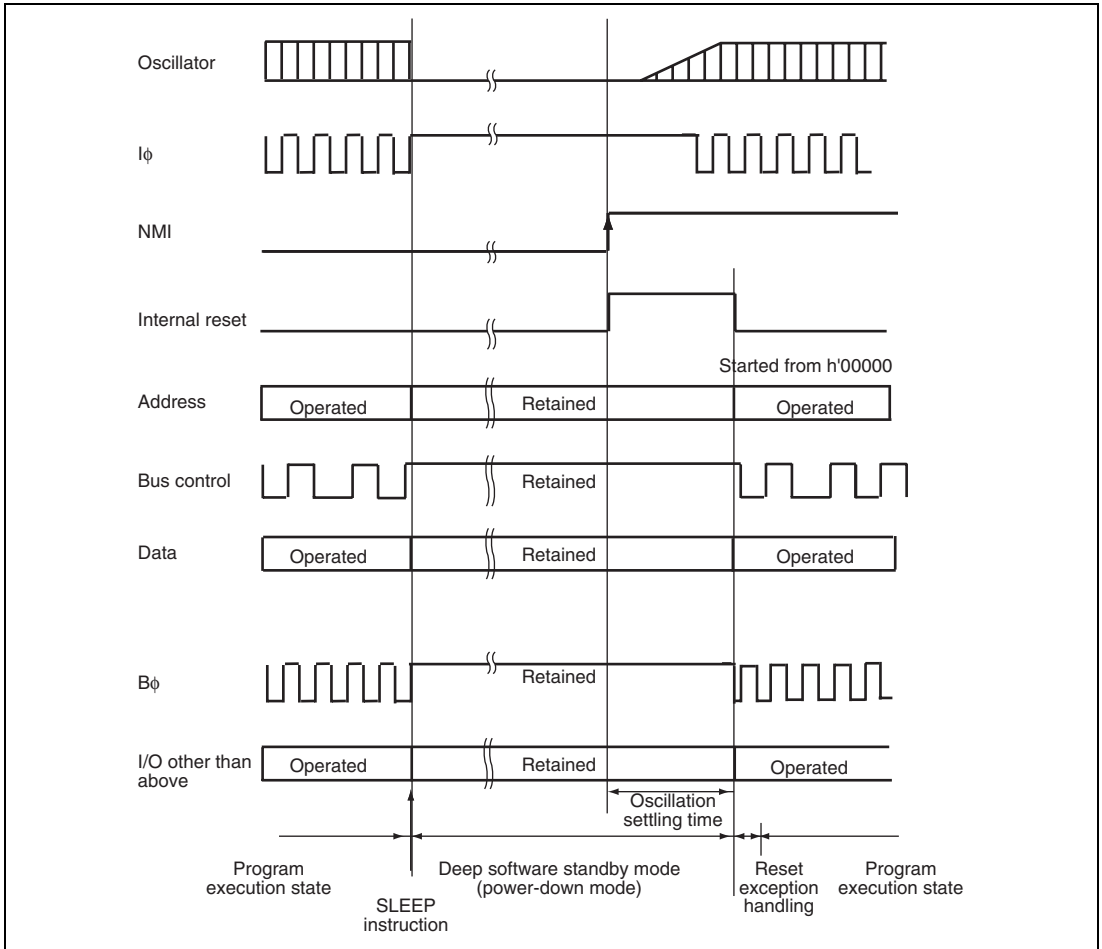 Oscillator
Iϕ
NMI
Internal reset
Started from h'00000
Address
Operated
Retained
Operated
Bus control
Retained
Data
Operated
Retained
Operated
Bϕ
Retained
I/O other than
above
Operated
Retained
Operated
Oscillation
settling time
Program
execution state
SLEEP
instruction
Deep software standby mode
(power-down mode)
Reset
exception
handling
Program
execution state